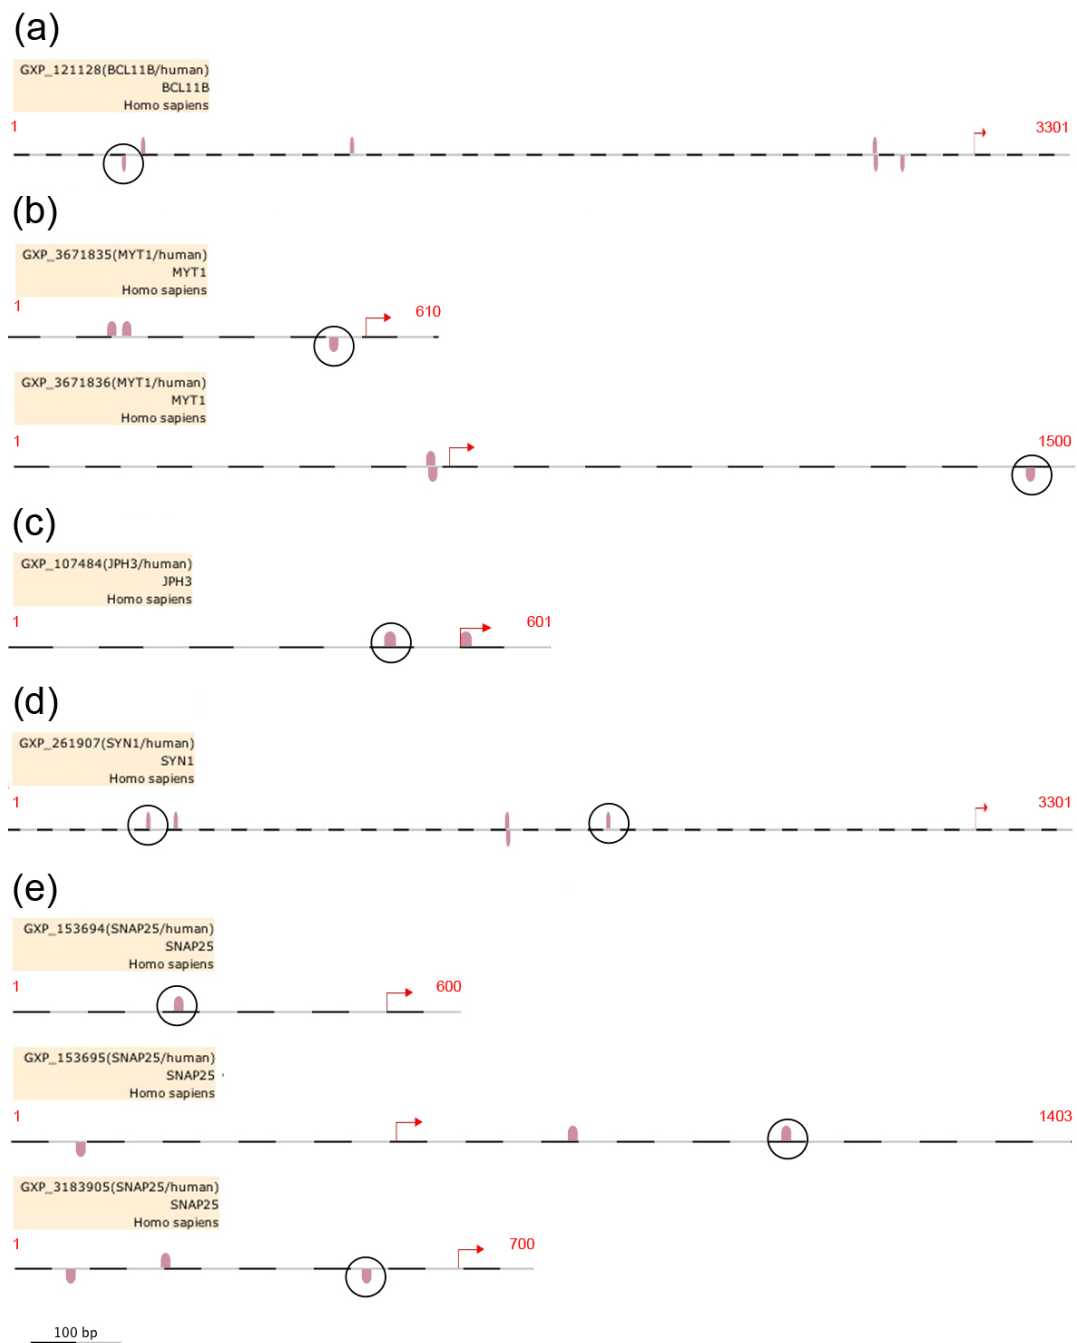 (a)
GXP_121128(BCL11B/human)
BCL11B
Homo sapiens
1
3301
(b)
GXP_3671835(MYT1/human)
MYT1
Homo sapiens
1
610
GXP_3671836(MYT1/human)
MYT1
Homo sapiens
1
1500
(c)
GXP_107484(JPH3/human)
JPH3
Homo sapiens
1
601
(d)
GXP_261907(SYN1/human)
SYN1
Homo sapiens
1
3301
(e)
GXP_153694(SNAP25/human)
SNAP25
Homo sapiens
1
600
GXP_153695(SNAP25/human)
SNAP25
Homo sapiens
1
1403
GXP_3183905(SNAP25/human)
SNAP25
Homo sapiens
1
700
100 bp